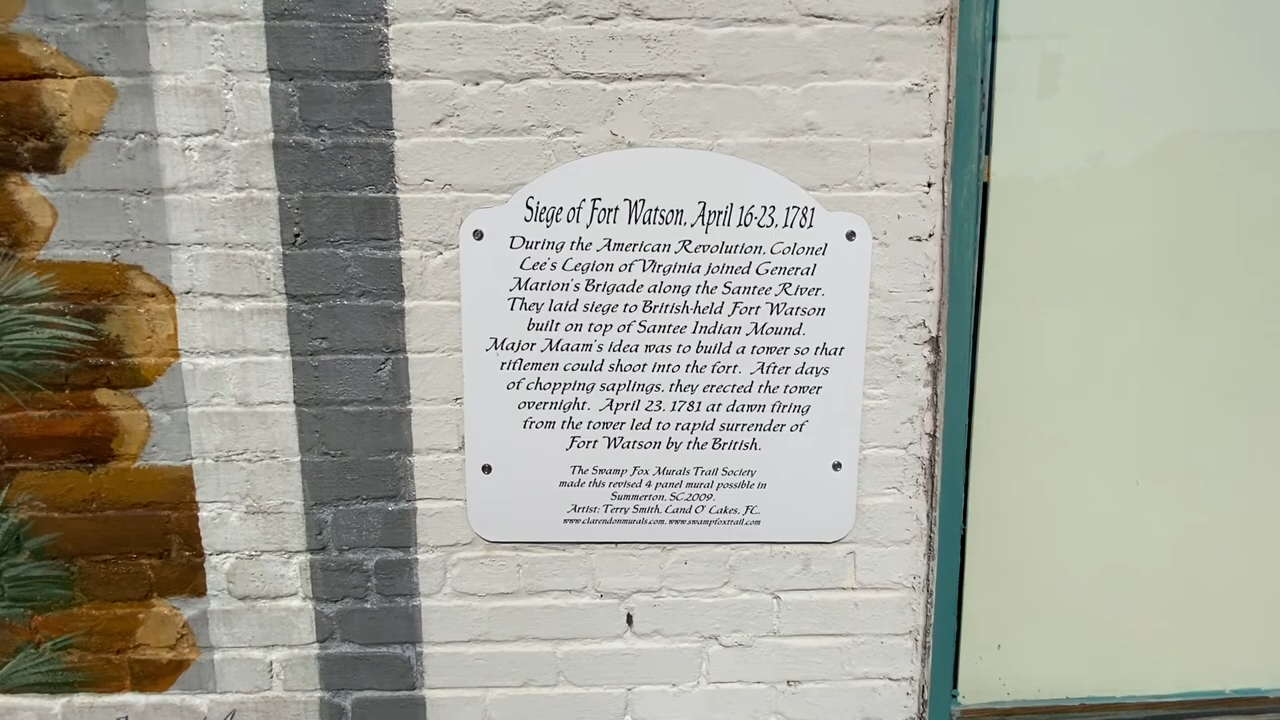 Siege of Fort Watson, April 16-23, 1781
During the American Revolution, Colonel
Lee's Legion of Virginia joined General
Marion's Brigade along the Santee River.
They laid siege to British-held Fort Watson
built on top of Santee Indian Mound.
Major Maam's idea was to build a tower so that
riflemen could shoot into the fort. After days
of chopping saplings, they erected the tower
overnight. April 23, 1781 at dawn firing
from the tower led to rapid surrender of
Fort Watson by the British.
The Swamp Fox Murals Trail Society
made this revised 4 panel mural possible in
Summerton, SC 2009.
Artist: Terry Smith, Land O' Lakes, FL.
www.clarendonmurals.com, www.swampfoxtrail.com